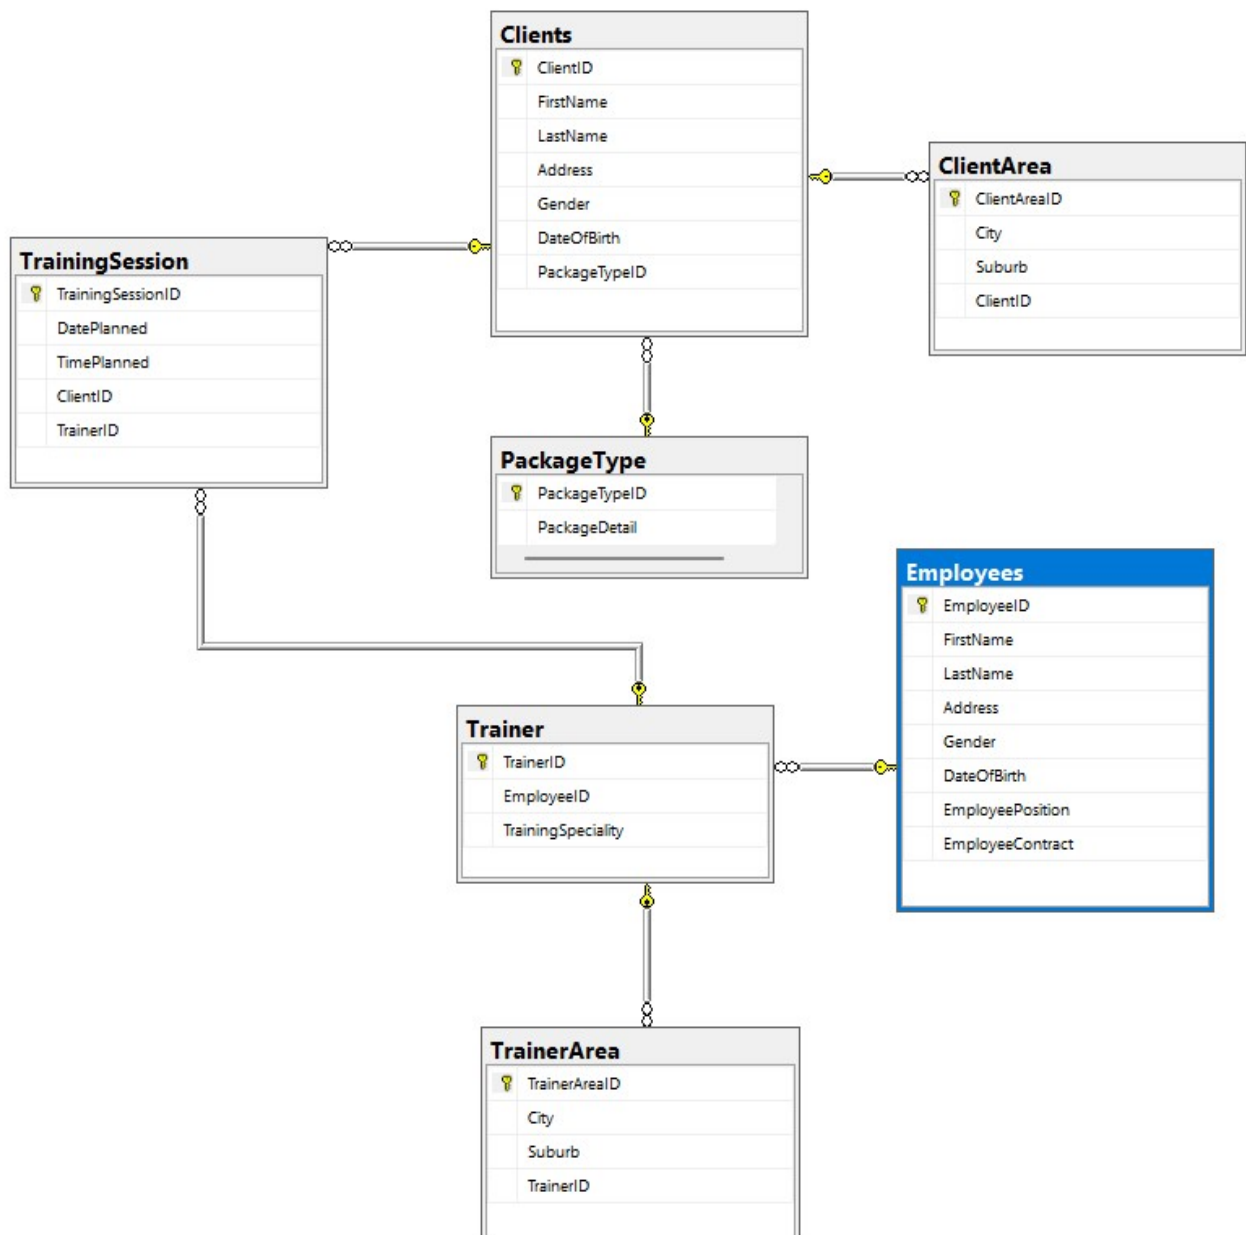 Clients
ClientID
FirstName
LastName
Address
Gender
DateOfBirth
PackageTypeID
ClientArea
ClientAreaID
City
Suburb
ClientID
TrainingSession
TrainingSessionID
DatePlanned
TimePlanned
ClientID
TrainerID
PackageType
PackageTypeID
PackageDetail
Employees
EmployeeID
FirstName
LastName
Address
Gender
DateOfBirth
EmployeePosition
EmployeeContract
Trainer
TrainerID
EmployeeID
TrainingSpeciality
TrainerArea
TrainerAreaID
City
Suburb
TrainerID